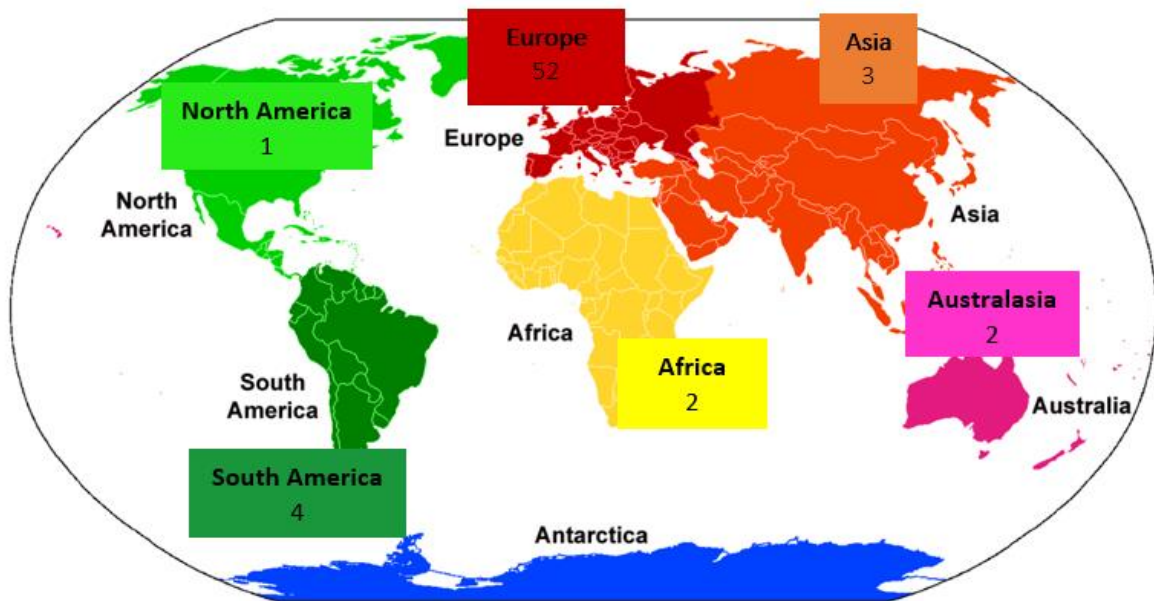 Europe
52
Asia
3
North America
1
Europe
North
America
Asia
Australasia
2
Africa
Africa
2
South
America
Australia
South America
4
Antarctica